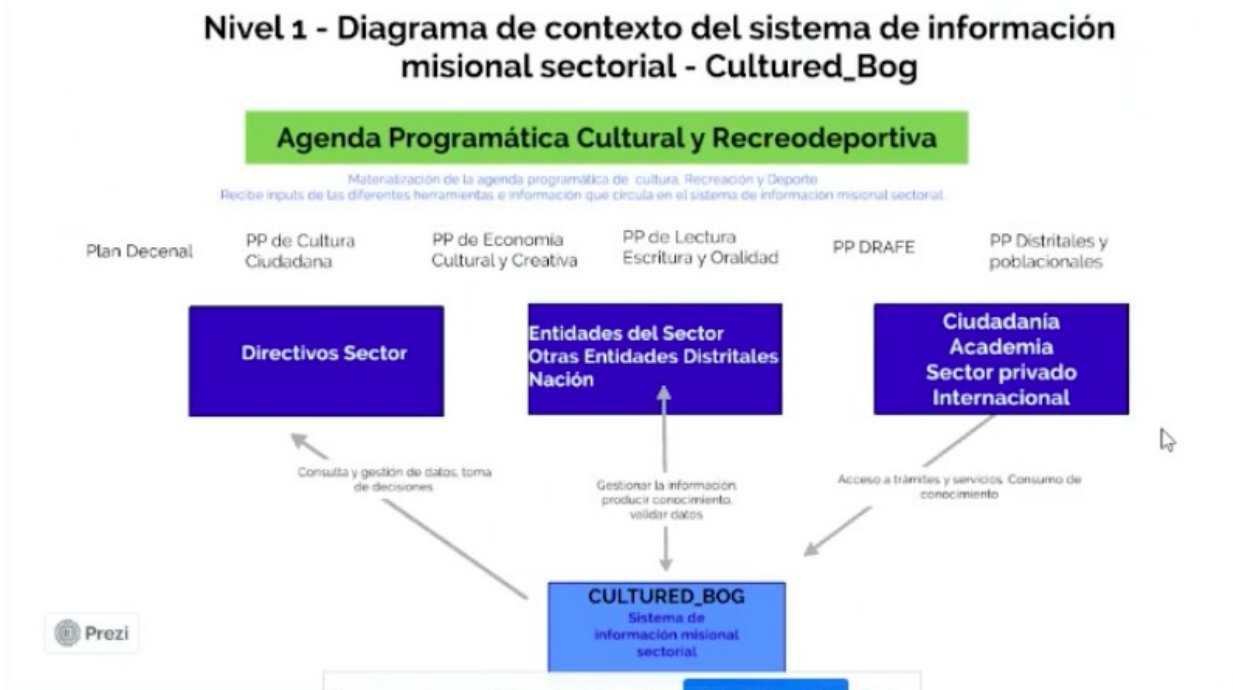 Nivel 1 - Diagrama de contexto del sistema de información
misional sectorial - Cultured_Bog
Agenda Programática Cultural y Recreodeportiva
Materialización de la agenda programática de cultura, Recreación y Deporte
Recibe inputs de las diferentes herramientas e información que circula en el sistema de información misional sectorial
Plan Decenal
PP de Cultura
Ciudadana
PP de Economía
Cultural y Creativa
PP de Lectura
Escritura y Oralidad
PP DRAFE
PP Distritales y
poblacionales
Directivos Sector
Entidades del Sector
Otras Entidades Distritales
Nación
Ciudadanía
Academia
Sector privado
Internacional
Consulta y gestión de datos, toma
de decisiones
Gestionar la información,
producir conocimiento,
validar datos
Acceso a trámites y servicios. Consumo de
conocimiento
CULTURED_BOG
Sistema de
información misional
sectorial
Prezi